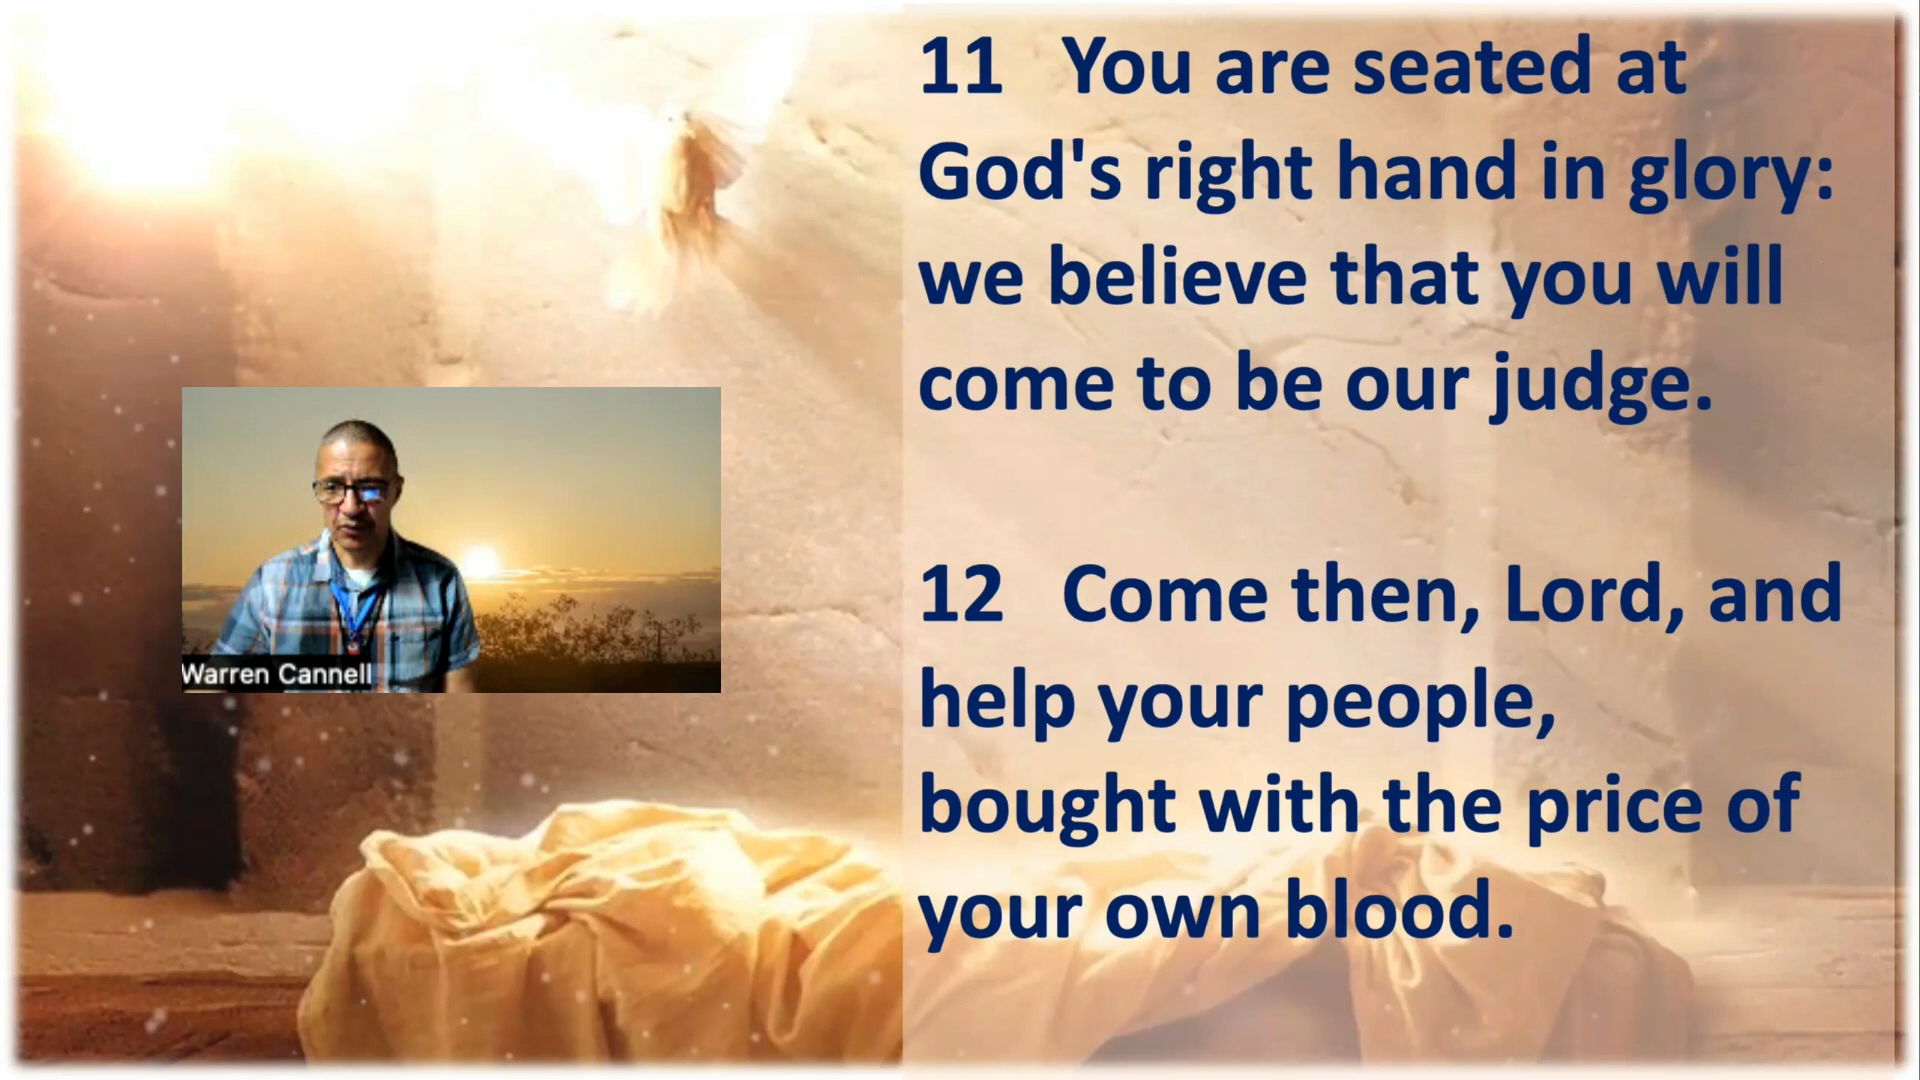 11   You are seated at
God's right hand in glory:
we believe that you will
come to be our judge.
12   Come then, Lord, and
help your people,
bought with the price of
your own blood.
Warren Cannell